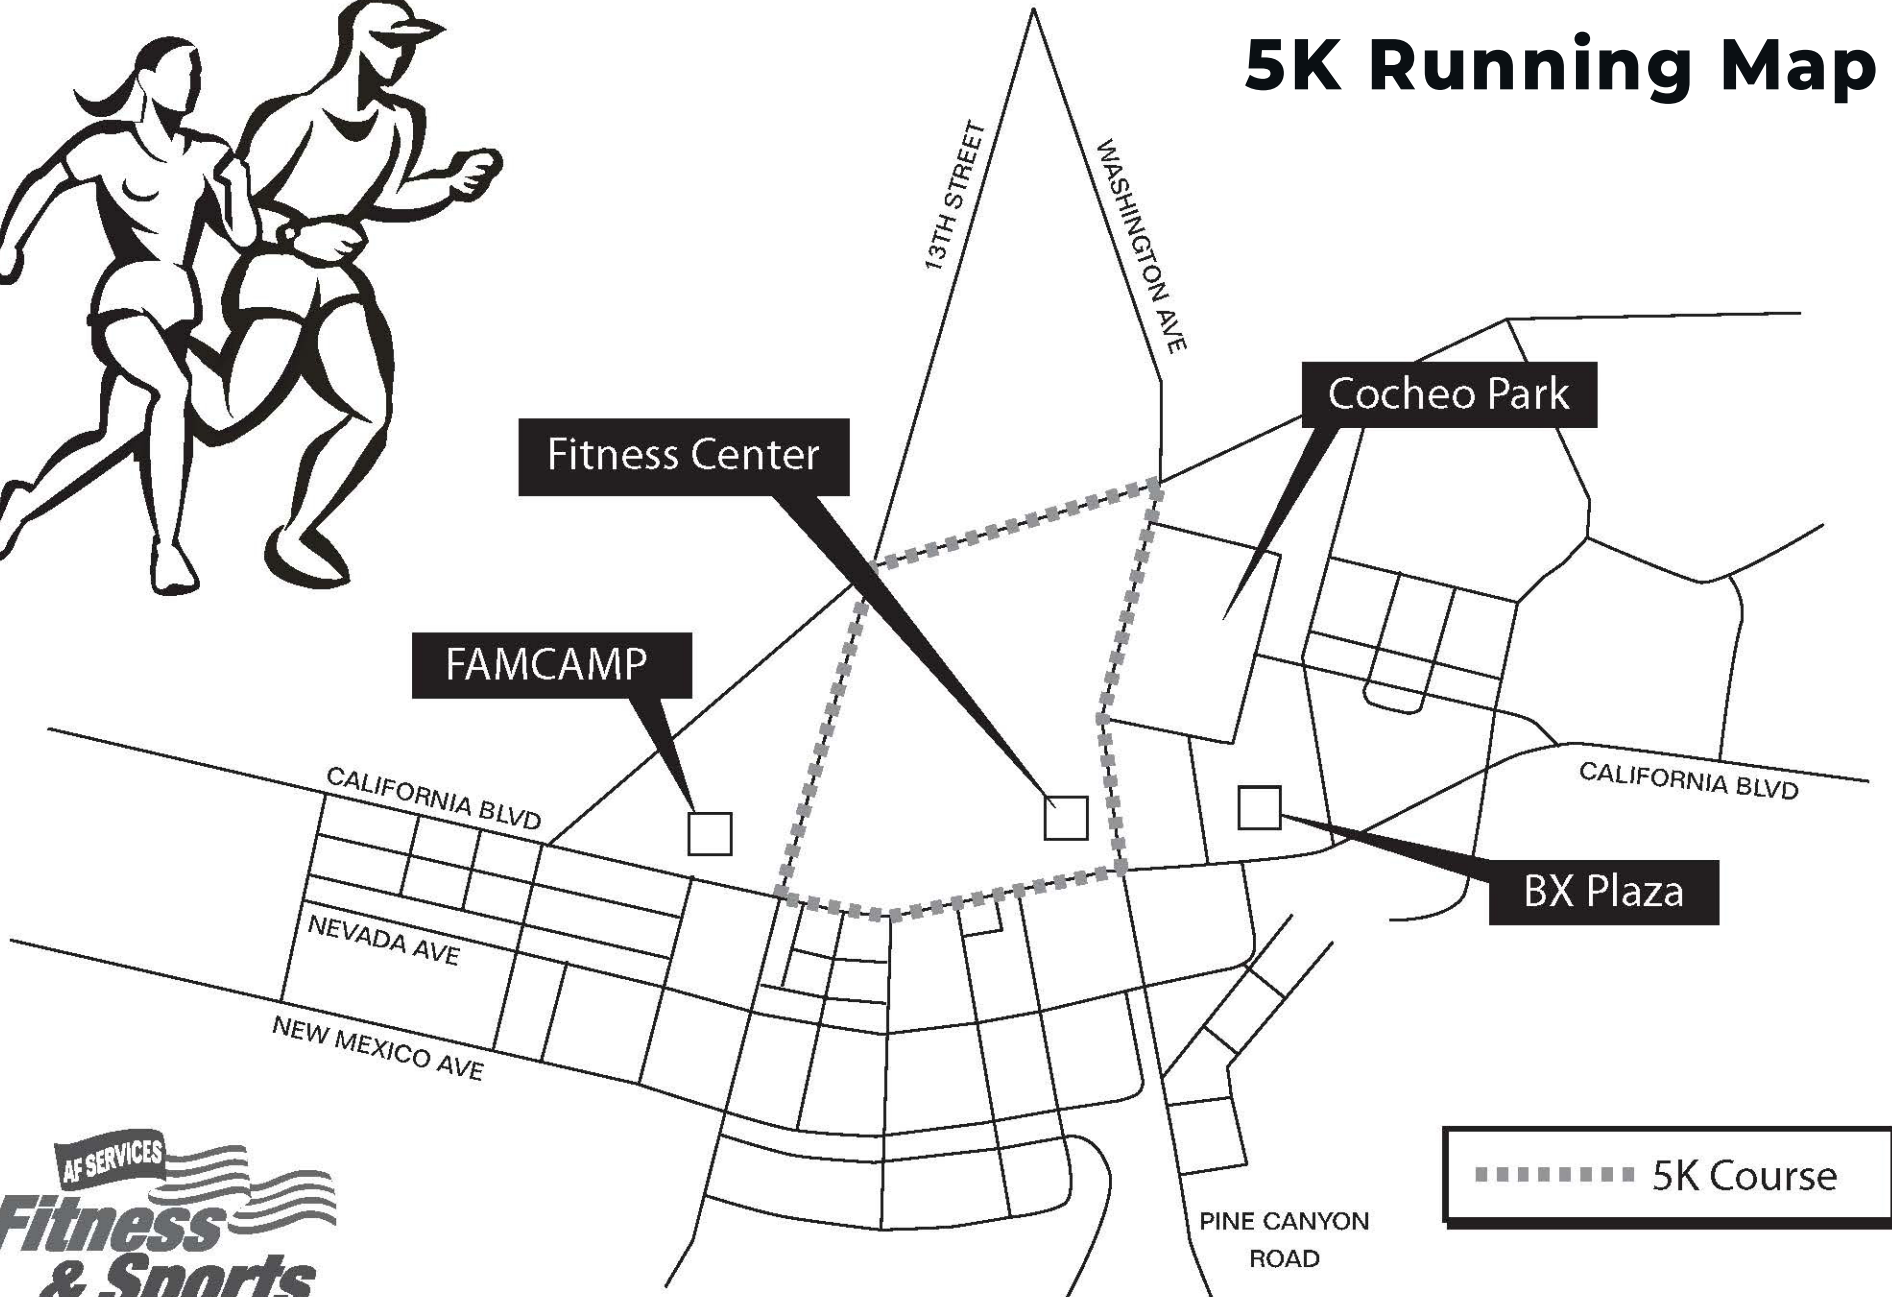 5K Running Map
13TH STREET
WASHINGTON AVE
Cocheo Park
Fitness Center
FAMCAMP
CALIFORNIA BLVD
CALIFORNIA BLVD
BX Plaza
NEVADA AVE
NEW MEXICO AVE
AF SERVICES
Fitness
& Sports
5K Course
PINE CANYON
ROAD